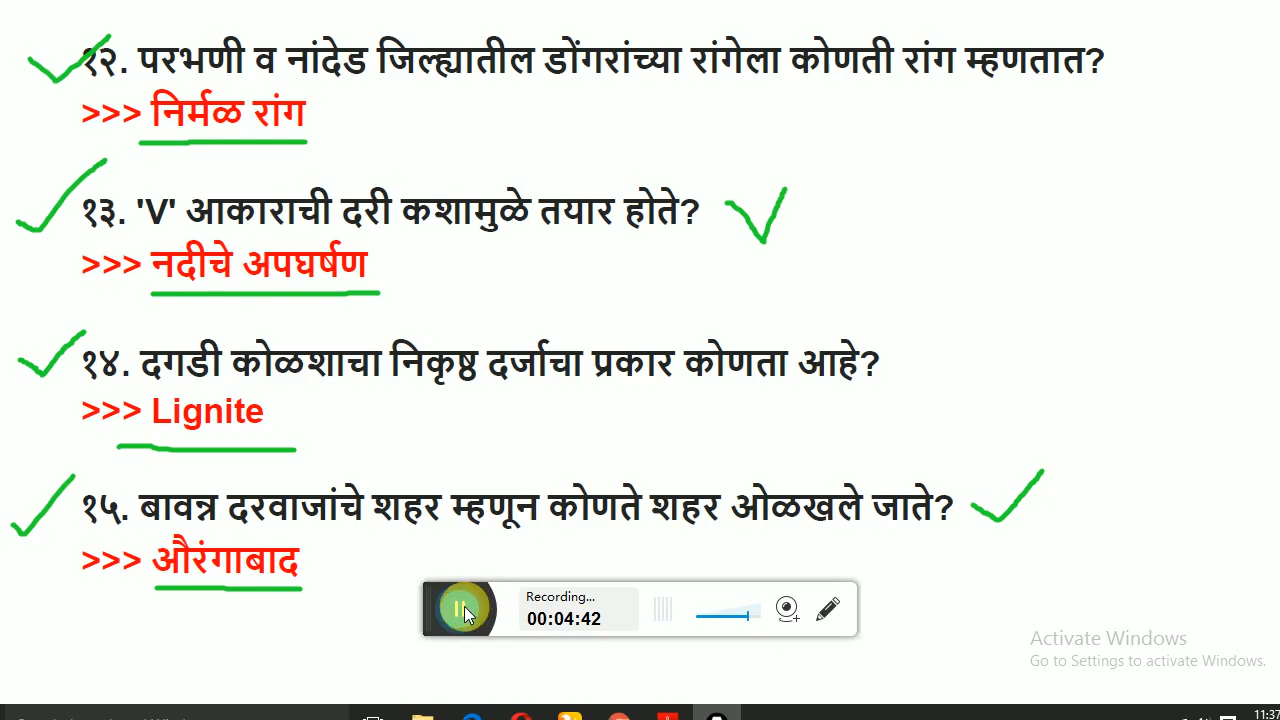 १२. परभणी व नांदेड जिल्ह्यातील डोंगरांच्या रांगेला कोणती रांग म्हणतात?
>>> निर्मळ रांग
१३. 'V' आकाराची दरी कशामुळे तयार होते?
>>> नदीचे अपघर्षण
१४. दगडी कोळशाचा निकृष्ठ दर्जाचा प्रकार कोणता आहे?
>>> Lignite
१५. बावन्न दरवाजांचे शहर म्हणून कोणते शहर ओळखले जाते?
>>> औरंगाबाद
Recording...
00:04:42
Activate Windows
Go to Settings to activate Windows.
11:37